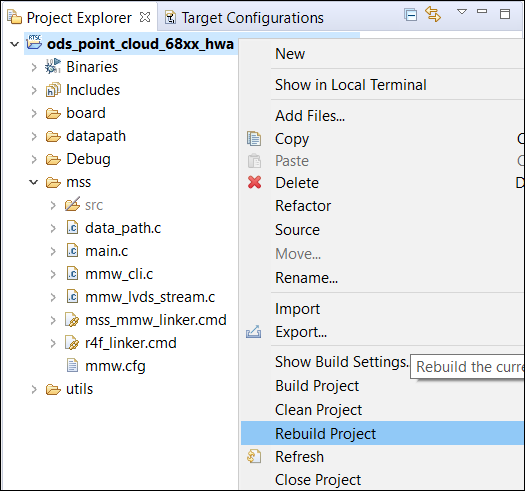 Project Explorer
Target Configurations
RTSC
ods_point_cloud_68xx_hwa
Binaries
Includes
board
datapath
Debug
mss
src
data_path.c
main.c
mmw_cli.c
mmw_lvds_stream.c
mss_mmw_linker.cmd
r4f_linker.cmd
mmw.cfg
utils
New
Show in Local Terminal
Add Files...
Copy C
Paste C
Delete D
Refactor
Source
Move...
Rename...
Import
Export...
Show Build Settings.
Rebuild the curre
Build Project
Clean Project
Rebuild Project
Refresh
Close Project